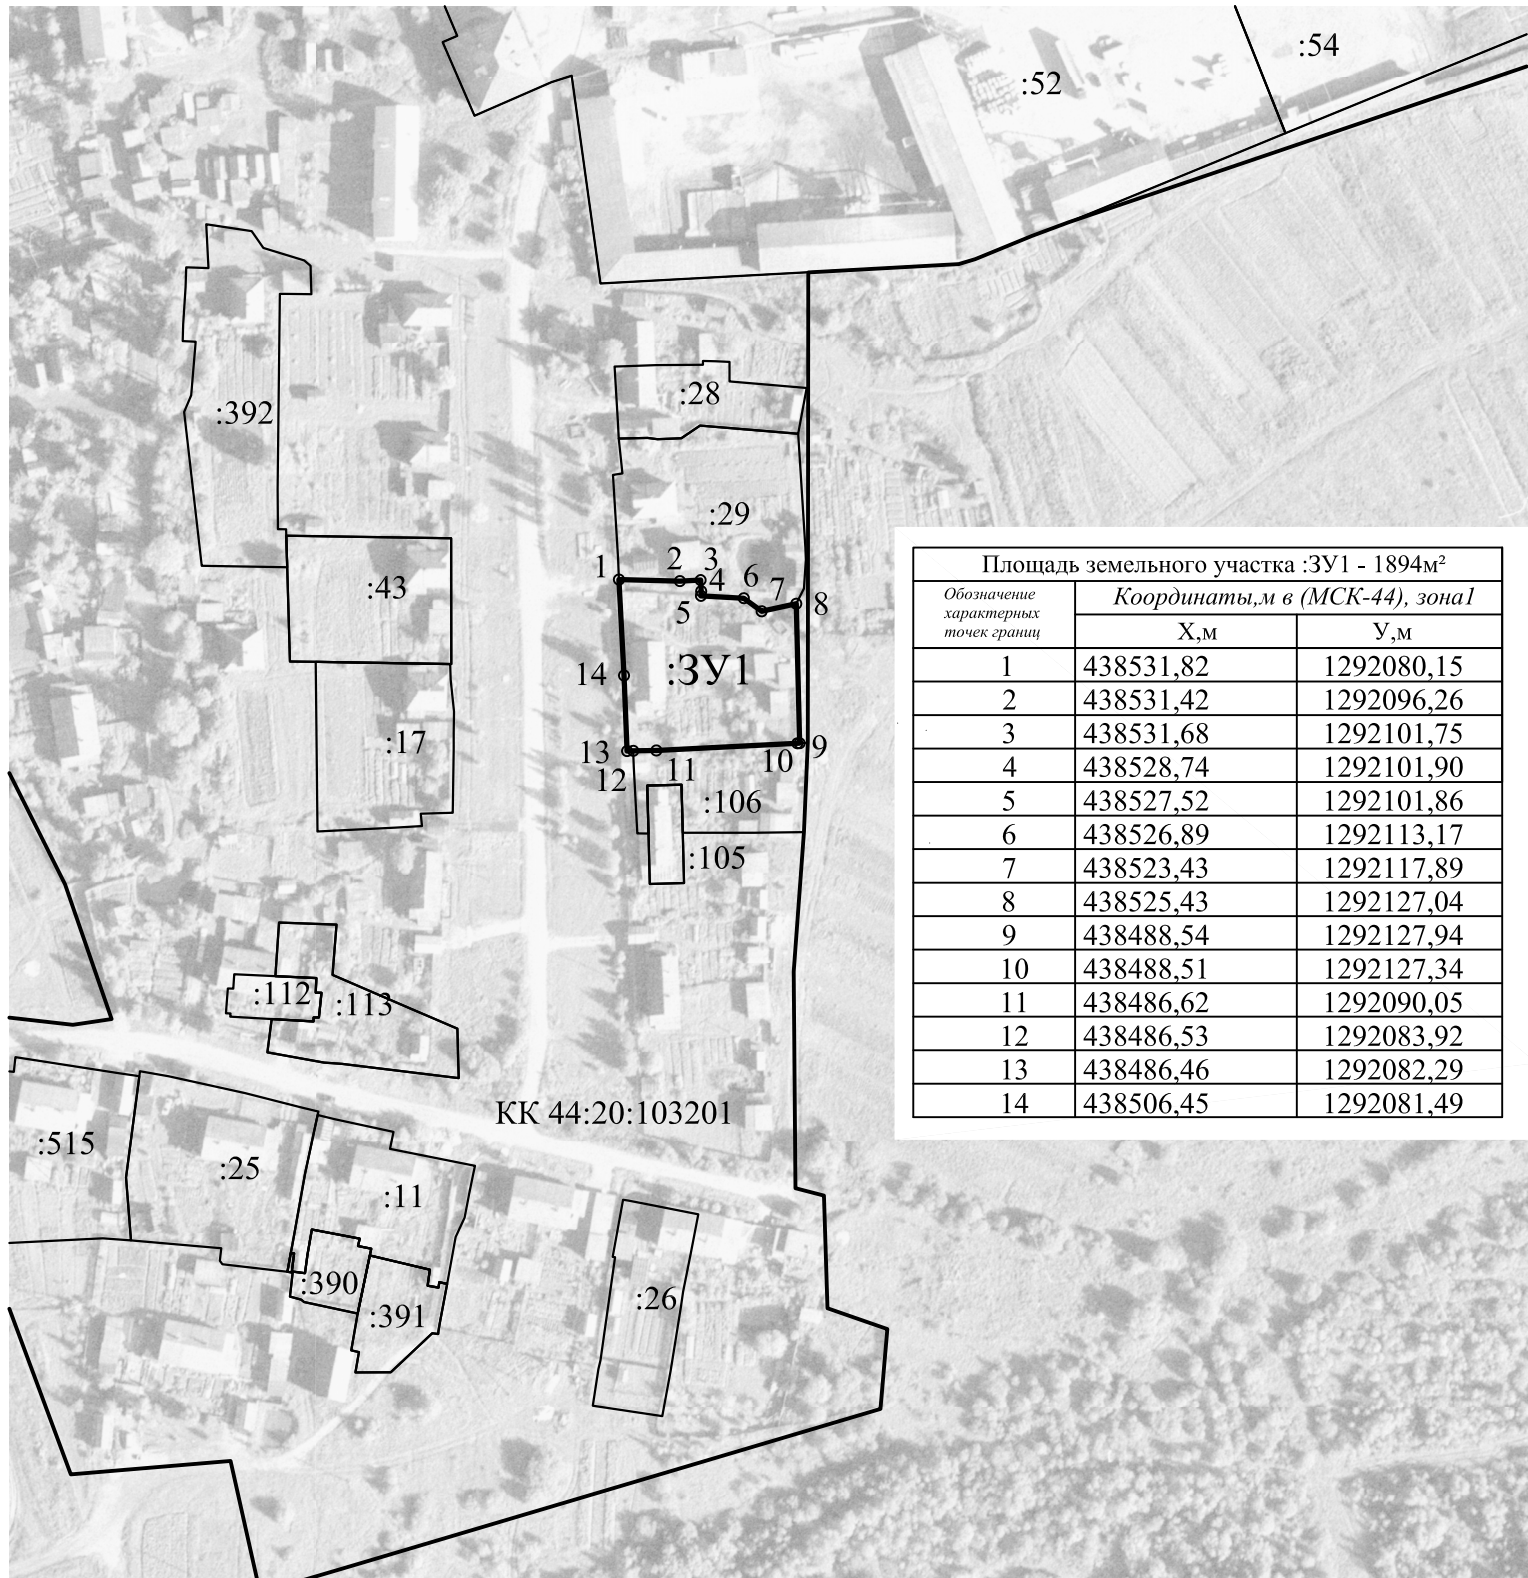 :54
:52
:28
:392
:29
:43
1
2
3
4
5
6
7
8
:ЗУ1
14
:17
13
12
11
10
9
:106
:105
:112
:113
КК 44:20:103201
:515
:25
:11
:390
:391
:26
Площадь земельного участка :ЗУ1 - 1894м²
Обозначение характерных точек границ
Координаты,м в (МСК-44), зона1
Х,м У,м
1 438531,82 1292080,15
2 438531,42 1292096,26
3 438531,68 1292101,75
4 438528,74 1292101,90
5 438527,52 1292101,86
6 438526,89 1292113,17
7 438523,43 1292117,89
8 438525,43 1292127,04
9 438488,54 1292127,94
10 438488,51 1292127,34
11 438486,62 1292090,05
12 438486,53 1292083,92
13 438486,46 1292082,29
14 438506,45 1292081,49